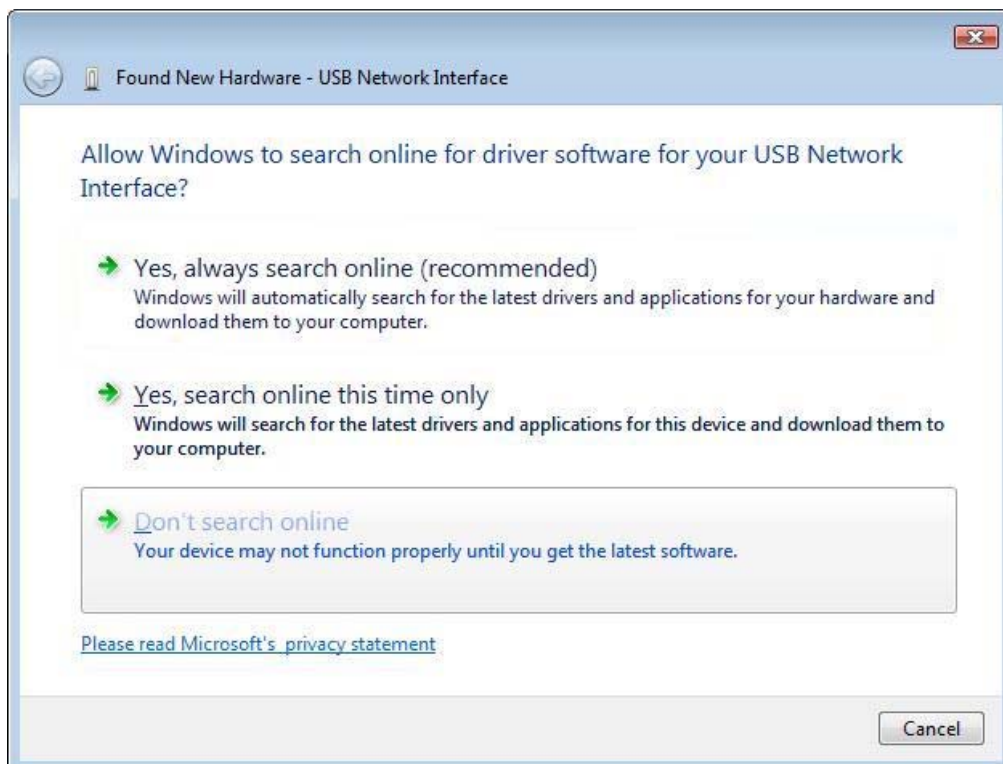 Found New Hardware - USB Network Interface
Allow Windows to search online for driver software for your USB Network
Interface?
Yes, always search online (recommended)
Windows will automatically search for the latest drivers and applications for your hardware and
download them to your computer.
Yes, search online this time only
Windows will search for the latest drivers and applications for this device and download them to
your computer.
Don't search online
Your device may not function properly until you get the latest software.
Please read Microsoft's privacy statement
Cancel